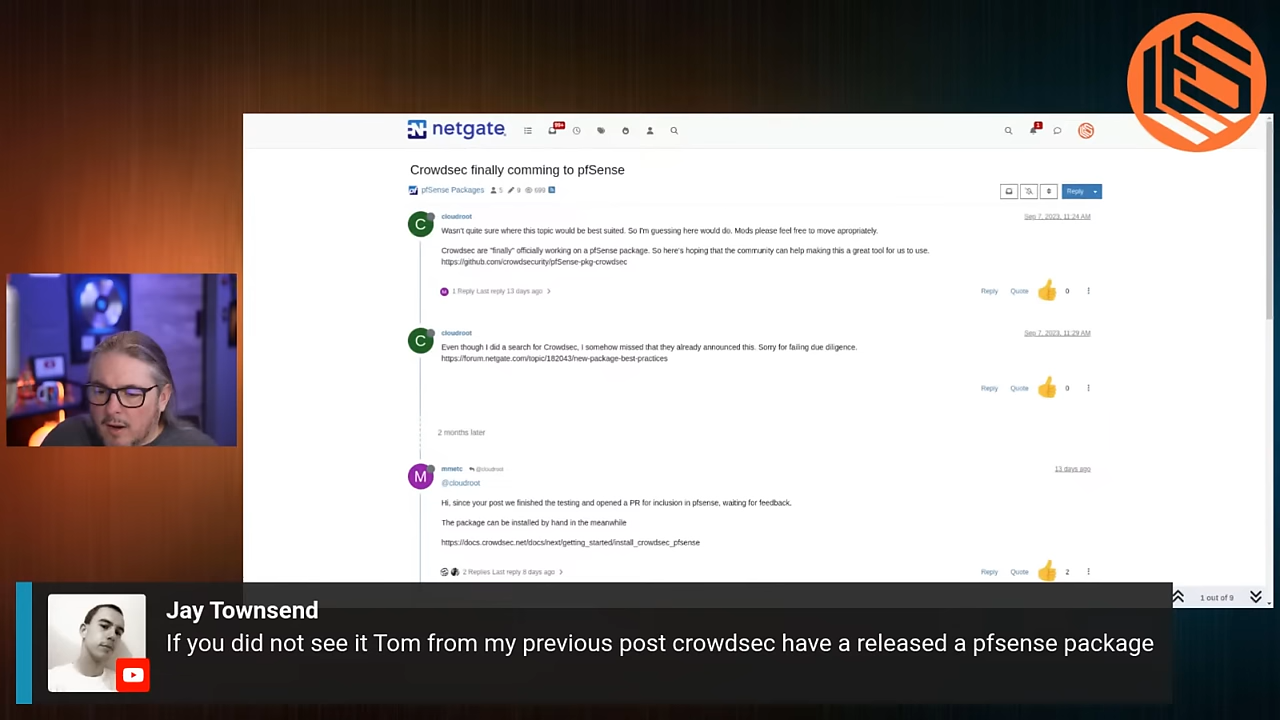 netgate
99+
1
Crowdsec finally comming to pfSense
pfSense Packages 5 9 699
Reply
C
cloudroot
Sep 7, 2023, 11:24 AM
Wasn't quite sure where this topic would be best suited. So I'm guessing here would do. Mods please feel free to move apropriately.
Crowdsec are "finally" officially working on a pfSense package. So here's hoping that the community can help making this a great tool for us to use.
https://github.com/crowdsecurity/pfSense-pkg-crowdsec
M 1 Reply Last reply 13 days ago
Reply Quote 0
C
cloudroot
Sep 7, 2023, 11:29 AM
Even though I did a search for Crowdsec, I somehow missed that they already announced this. Sorry for failing due diligence.
https://forum.netgate.com/topic/182043/new-package-best-practices
Reply Quote 0
2 months later
M
mmetc @cloudroot
13 days ago
@cloudroot
Hi, since your post we finished the testing and opened a PR for inclusion in pfsense, waiting for feedback.
The package can be installed by hand in the meanwhile
https://docs.crowdsec.net/docs/next/getting_started/install_crowdsec_pfsense
2 Replies Last reply 8 days ago
Reply Quote 2
1 out of 9
Jay Townsend
If you did not see it Tom from my previous post crowdsec have a released a pfsense package